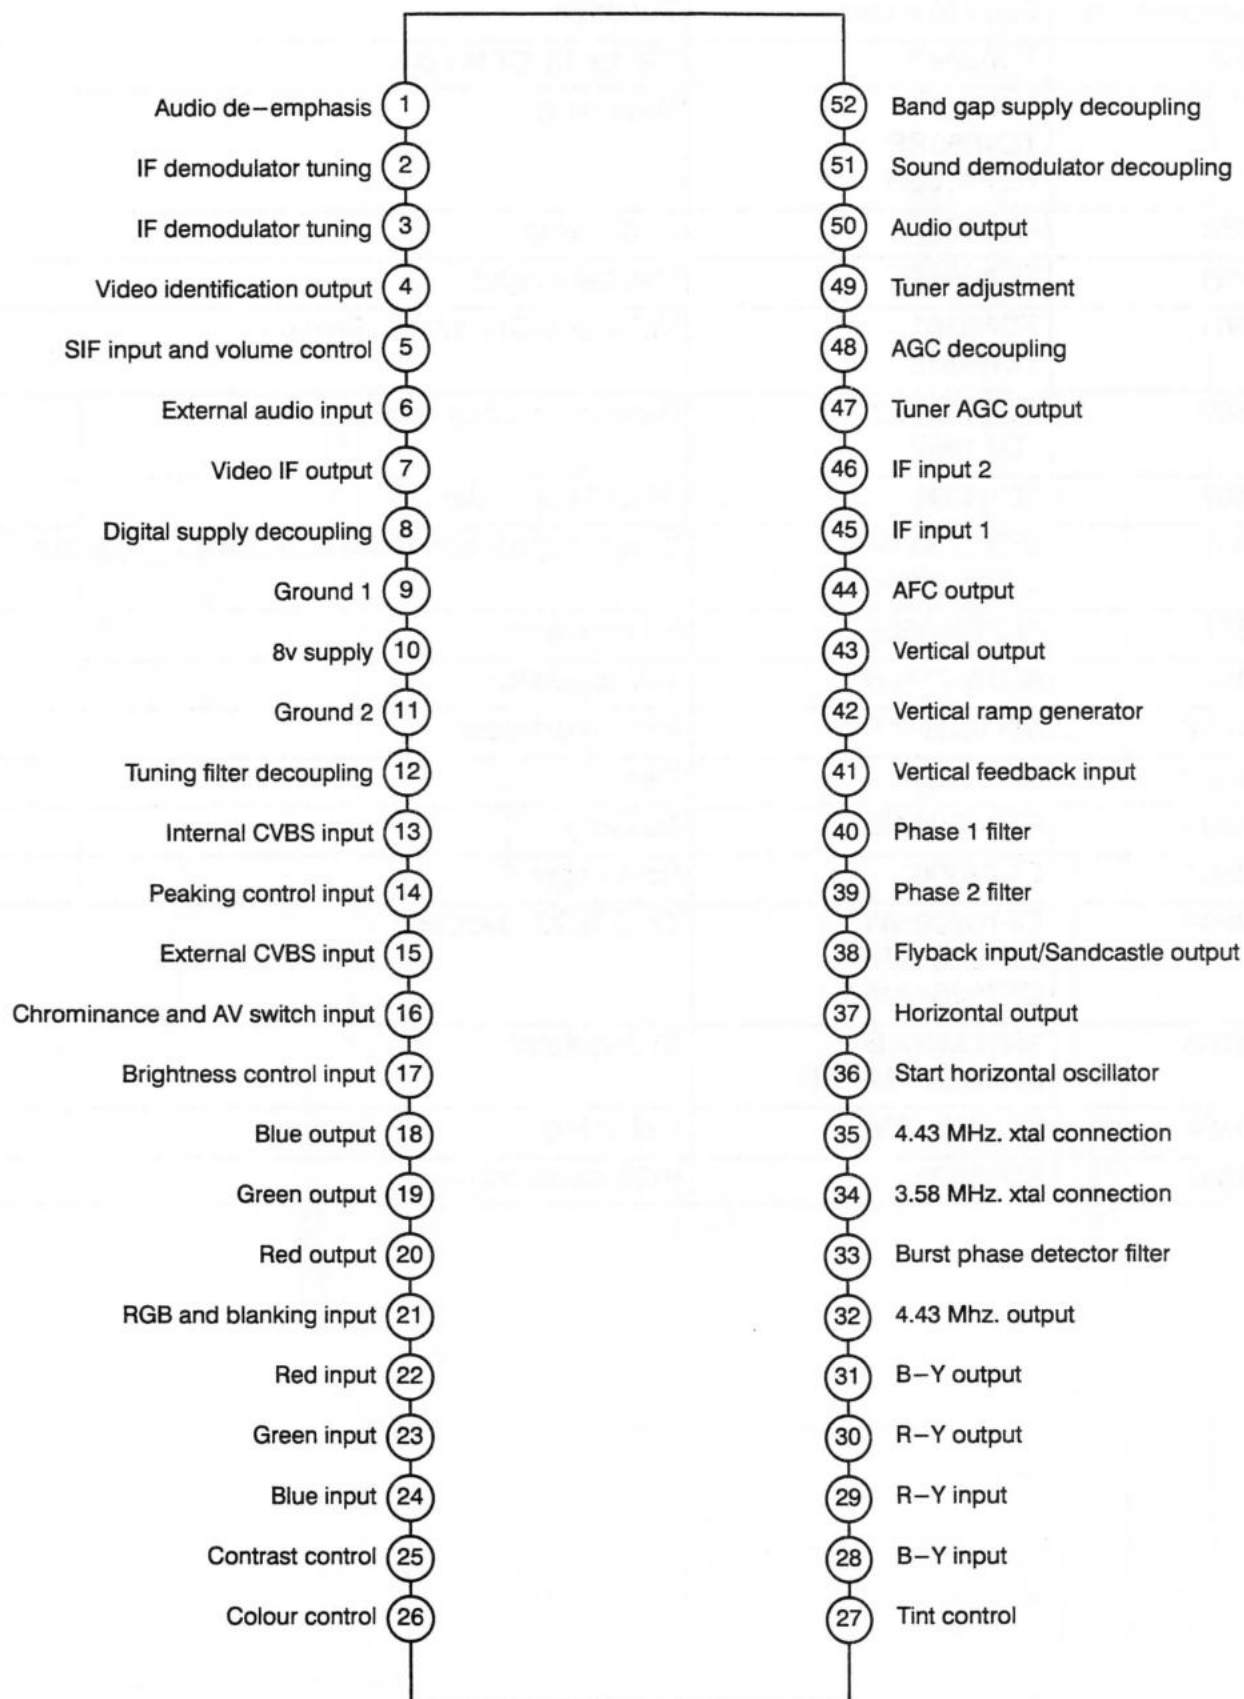 Audio de–emphasis 1 52 Band gap supply decoupling
IF demodulator tuning 2 51 Sound demodulator decoupling
IF demodulator tuning 3 50 Audio output
Video identification output 4 49 Tuner adjustment
SIF input and volume control 5 48 AGC decoupling
External audio input 6 47 Tuner AGC output
Video IF output 7 46 IF input 2
Digital supply decoupling 8 45 IF input 1
Ground 1 9 44 AFC output
8v supply 10 43 Vertical output
Ground 2 11 42 Vertical ramp generator
Tuning filter decoupling 12 41 Vertical feedback input
Internal CVBS input 13 40 Phase 1 filter
Peaking control input 14 39 Phase 2 filter
External CVBS input 15 38 Flyback input/Sandcastle output
Chrominance and AV switch input 16 37 Horizontal output
Brightness control input 17 36 Start horizontal oscillator
Blue output 18 35 4.43 MHz. xtal connection
Green output 19 34 3.58 MHz. xtal connection
Red output 20 33 Burst phase detector filter
RGB and blanking input 21 32 4.43 Mhz. output
Red input 22 31 B–Y output
Green input 23 30 R–Y output
Blue input 24 29 R–Y input
Contrast control 25 28 B–Y input
Colour control 26 27 Tint control